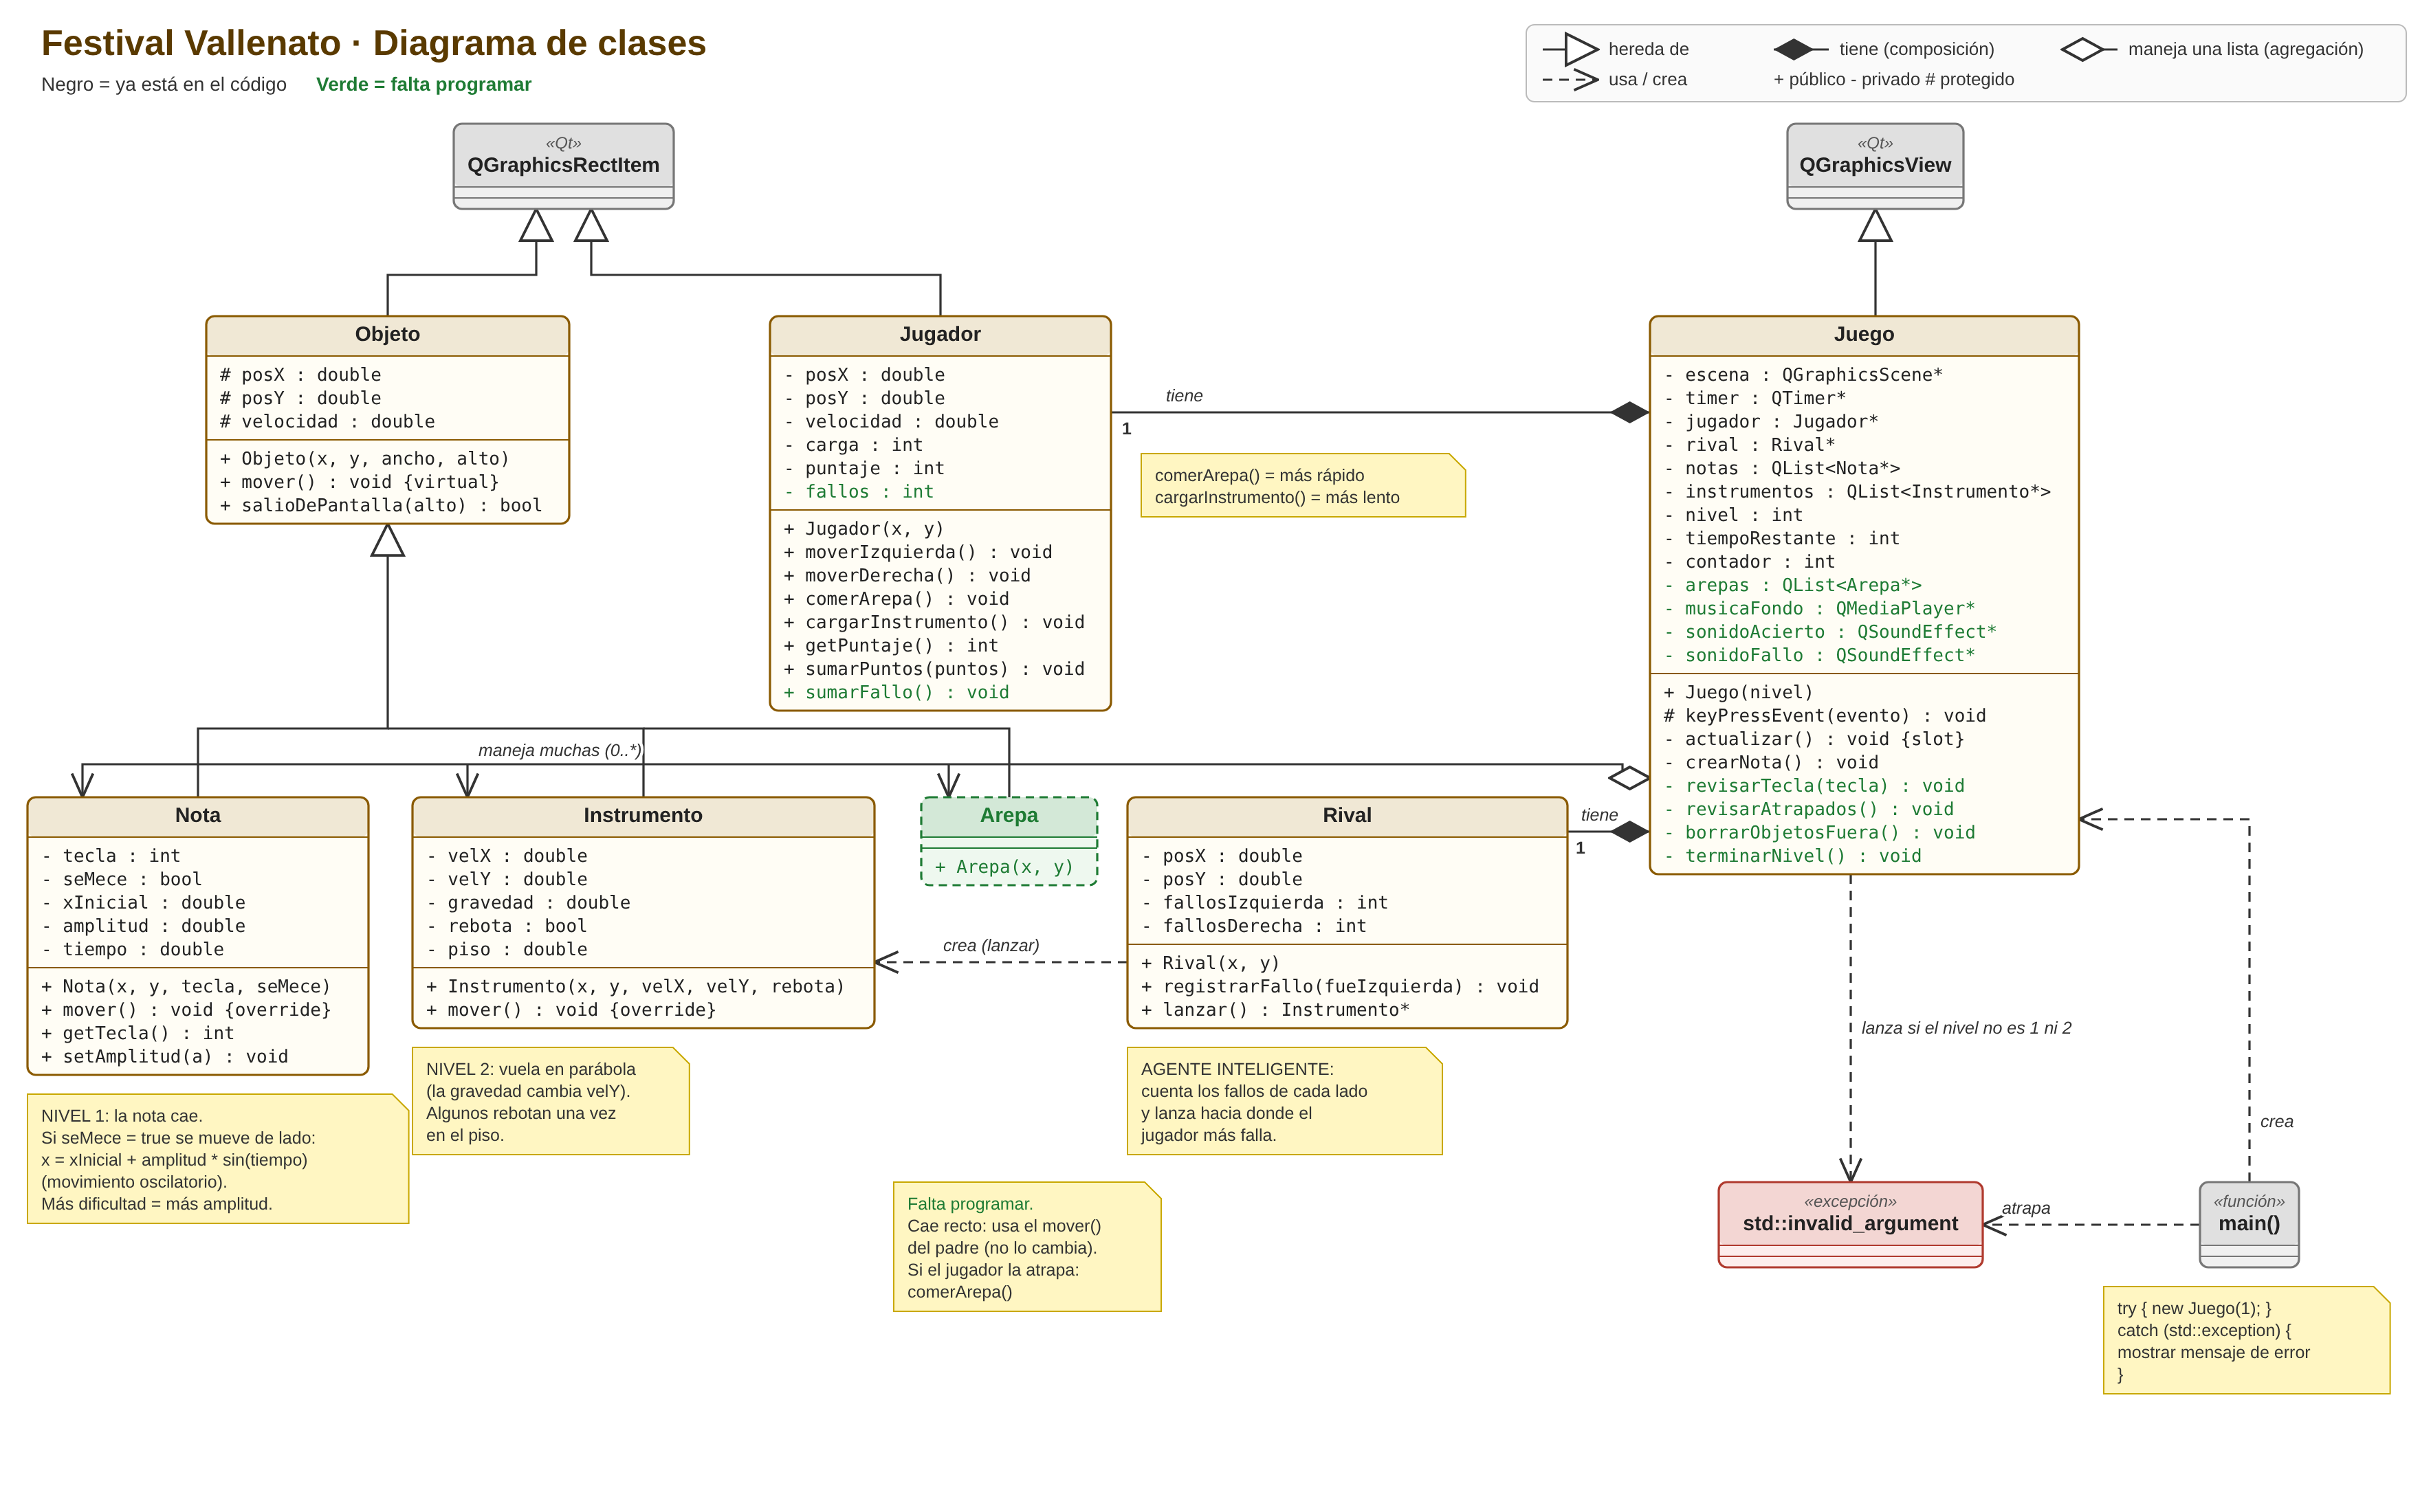 Festival Vallenato · Diagrama de clases
Negro = ya está en el código Verde = falta programar
hereda de
tiene (composición)
maneja una lista (agregación)
usa / crea
+ público - privado # protegido
«Qt»
QGraphicsRectItem
«Qt»
QGraphicsView
Objeto
# posX : double
# posY : double
# velocidad : double
+ Objeto(x, y, ancho, alto)
+ mover() : void {virtual}
+ salioDePantalla(alto) : bool
Jugador
- posX : double
- posY : double
- velocidad : double
- carga : int
- puntaje : int
- fallos : int
+ Jugador(x, y)
+ moverIzquierda() : void
+ moverDerecha() : void
+ comerArepa() : void
+ cargarInstrumento() : void
+ getPuntaje() : int
+ sumarPuntos(puntos) : void
+ sumarFallo() : void
tiene
1
comerArepa() = más rápido
cargarInstrumento() = más lento
Juego
- escena : QGraphicsScene*
- timer : QTimer*
- jugador : Jugador*
- rival : Rival*
- notas : QList<Nota*>
- instrumentos : QList<Instrumento*>
- nivel : int
- tiempoRestante : int
- contador : int
- arepas : QList<Arepa*>
- musicaFondo : QMediaPlayer*
- sonidoAcierto : QSoundEffect*
- sonidoFallo : QSoundEffect*
+ Juego(nivel)
# keyPressEvent(evento) : void
- actualizar() : void {slot}
- crearNota() : void
- revisarTecla(tecla) : void
- revisarAtrapados() : void
- borrarObjetosFuera() : void
- terminarNivel() : void
maneja muchas (0..*)
Nota
- tecla : int
- seMece : bool
- xInicial : double
- amplitud : double
- tiempo : double
+ Nota(x, y, tecla, seMece)
+ mover() : void {override}
+ getTecla() : int
+ setAmplitud(a) : void
Instrumento
- velX : double
- velY : double
- gravedad : double
- rebota : bool
- piso : double
+ Instrumento(x, y, velX, velY, rebota)
+ mover() : void {override}
Arepa
+ Arepa(x, y)
crea (lanzar)
Rival
- posX : double
- posY : double
- fallosIzquierda : int
- fallosDerecha : int
+ Rival(x, y)
+ registrarFallo(fueIzquierda) : void
+ lanzar() : Instrumento*
tiene
1
NIVEL 1: la nota cae.
Si seMece = true se mueve de lado:
x = xInicial + amplitud * sin(tiempo)
(movimiento oscilatorio).
Más dificultad = más amplitud.
NIVEL 2: vuela en parábola
(la gravedad cambia velY).
Algunos rebotan una vez
en el piso.
AGENTE INTELIGENTE:
cuenta los fallos de cada lado
y lanza hacia donde el
jugador más falla.
Falta programar.
Cae recto: usa el mover()
del padre (no lo cambia).
Si el jugador la atrapa:
comerArepa()
lanza si el nivel no es 1 ni 2
crea
«excepción»
std::invalid_argument
atrapa
«función»
main()
try { new Juego(1); }
catch (std::exception) {
mostrar mensaje de error
}